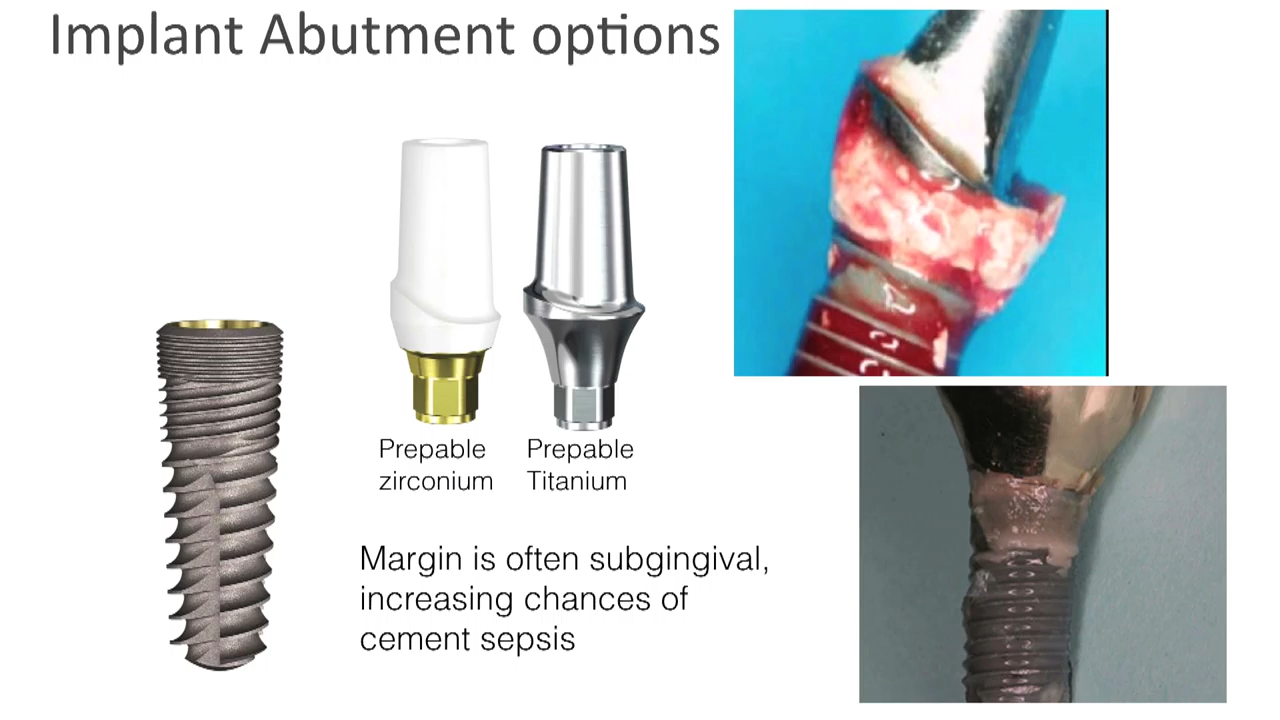 Implant Abutment options
Prepable
zirconium
Prepable
Titanium
Margin is often subgingival,
increasing chances of
cement sepsis